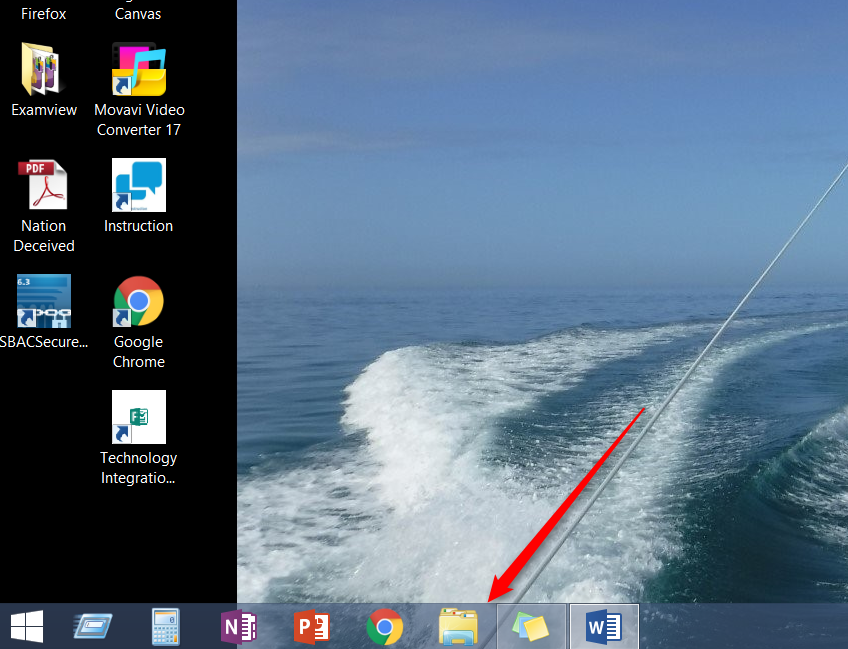 Firefox
Canvas
Examview
Movavi Video
Converter 17
PDF
Nation
Deceived
Instruction
6.3
SBACSecure...
Google
Chrome
Technology
Integratio...
N
P
W